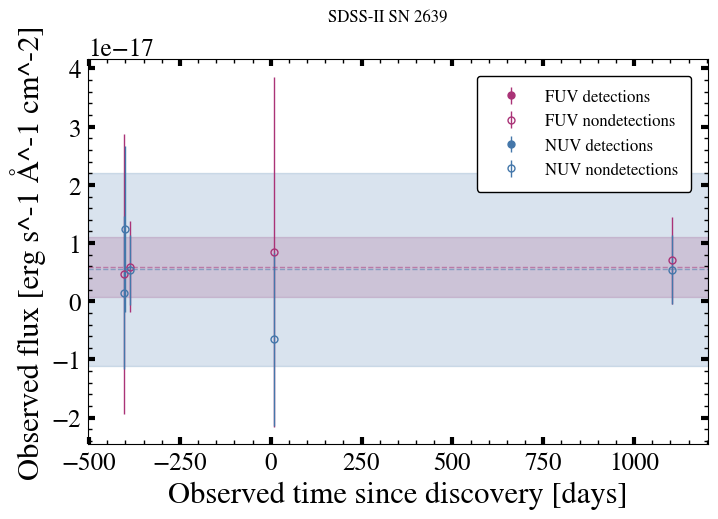 SDSS-II SN 2639
1e−17
Observed flux [erg s^-1 Å^-1 cm^-2]
4
3
2
1
0
−1
−2
FUV detections
FUV nondetections
NUV detections
NUV nondetections
−500 −250 0 250 500 750 1000
Observed time since discovery [days]